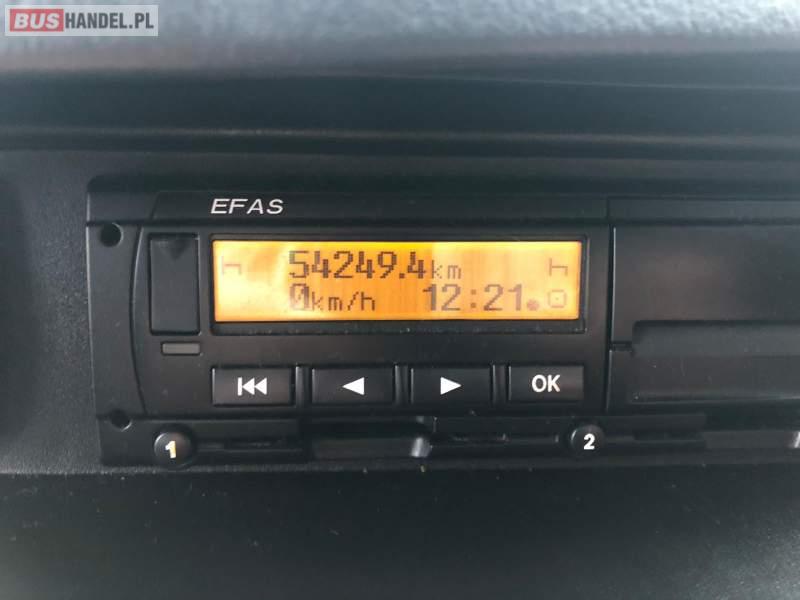 BUSHANDEL.PL
EFAS
54249.4km
0km/h 12:21
OK
1
2